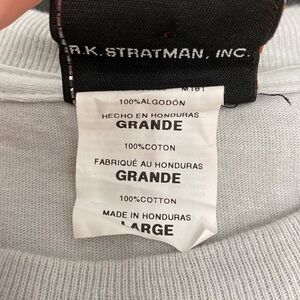 R.K. STRATMAN, INC.
M181
100%ALGODÓN
HECHO EN HONDURAS
GRANDE
100%COTON
FABRIQUÉ AU HONDURAS
GRANDE
100%COTTON
MADE IN HONDURAS
LARGE